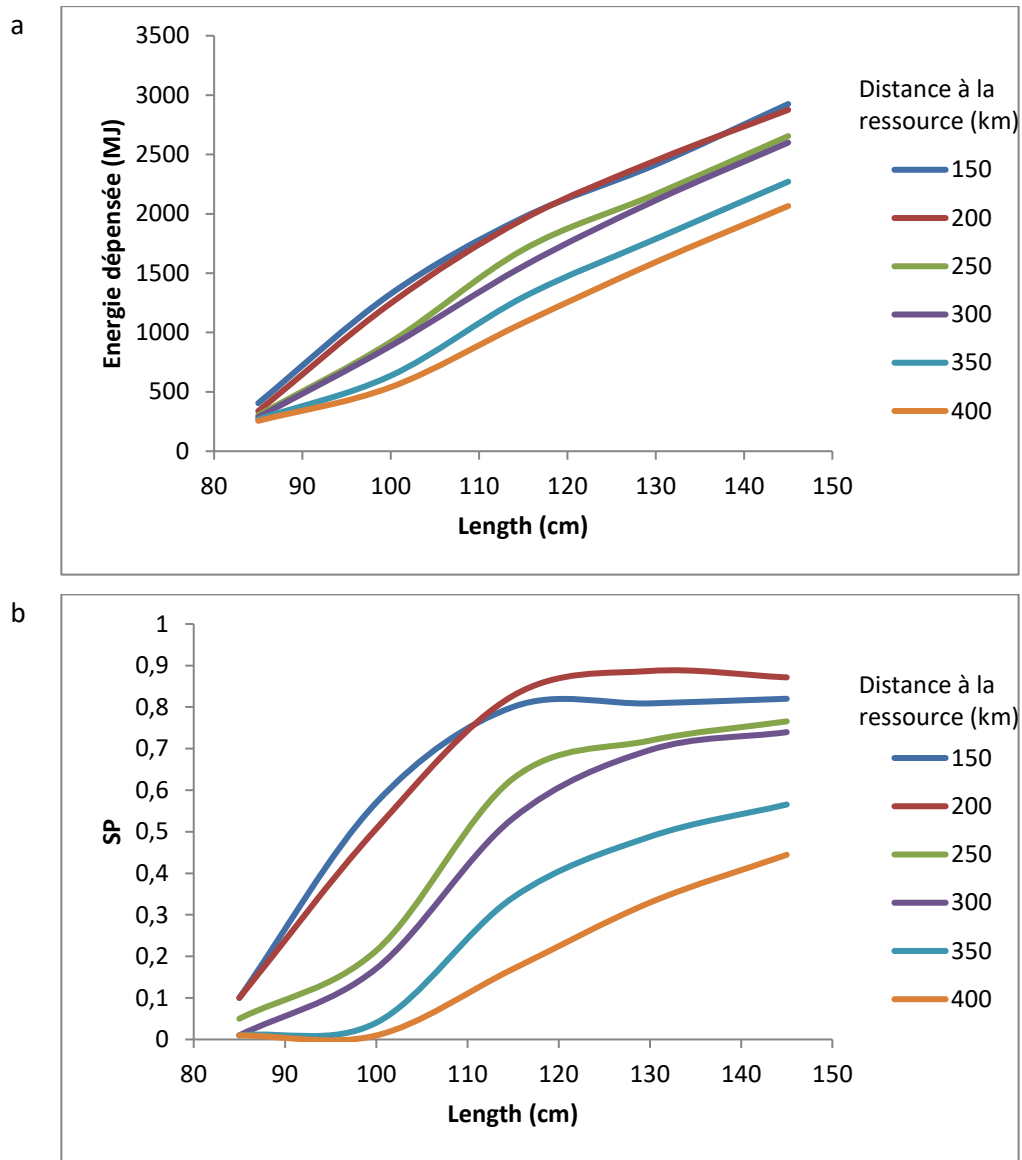 a
3500
3000
2500
2000
1500
1000
500
0
Energie dépensée (MJ)
80 90 100 110 120 130 140 150
Length (cm)
Distance à la
ressource (km)
150
200
250
300
350
400
b
1
0,9
0,8
0,7
0,6
0,5
0,4
0,3
0,2
0,1
0
SP
80 90 100 110 120 130 140 150
Length (cm)
Distance à la
ressource (km)
150
200
250
300
350
400